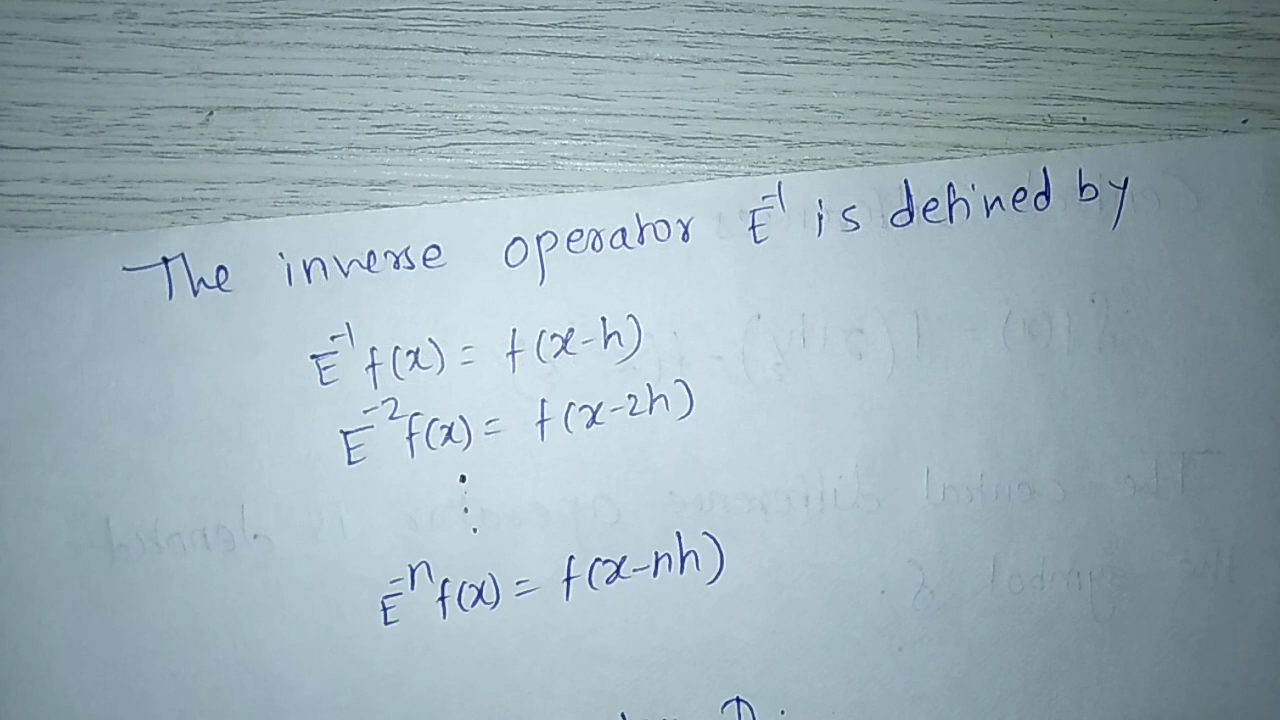 The inverse operator E⁻¹ is defined by
E⁻¹ f(x) = f(x-h)
E⁻² f(x) = f(x-2h)
⋮
E⁻ⁿ f(x) = f(x-nh)